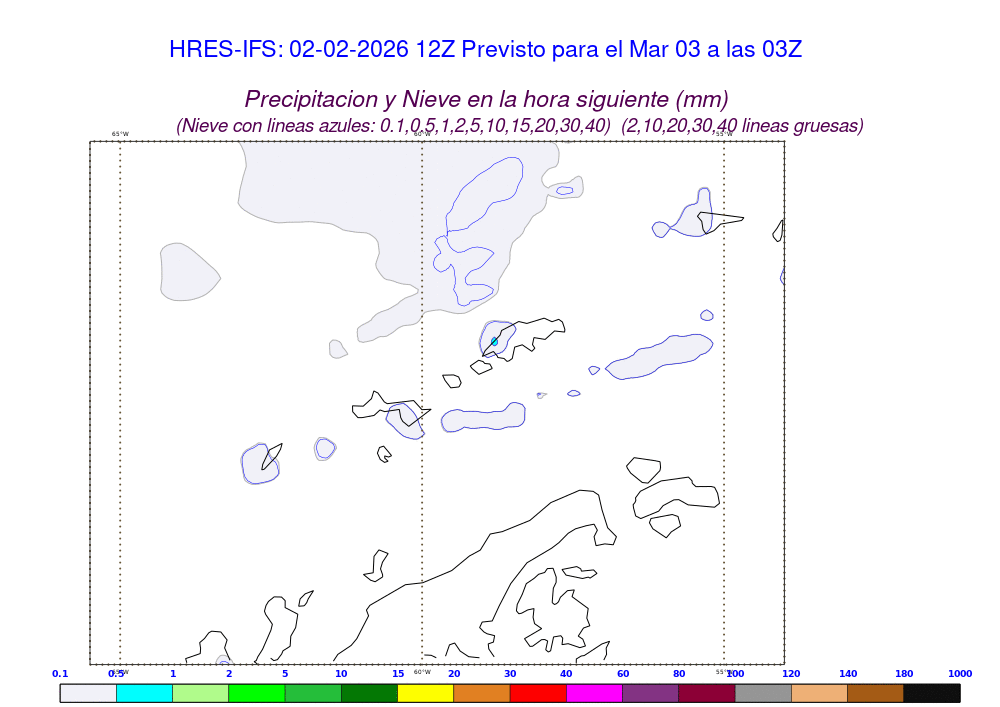 HRES-IFS: 02-02-2026 12Z Previsto para el Mar 03 a las 03Z
Precipitacion y Nieve en la hora siguiente (mm)
(Nieve con lineas azules: 0.1,0.5,1,2,5,10,15,20,30,40)  (2,10,20,30,40 lineas gruesas)
65°W 60°W 55°W
65°W 60°W 55°W
0.1 0.5 1 2 5 10 15 20 30 40 60 80 100 120 140 180 1000